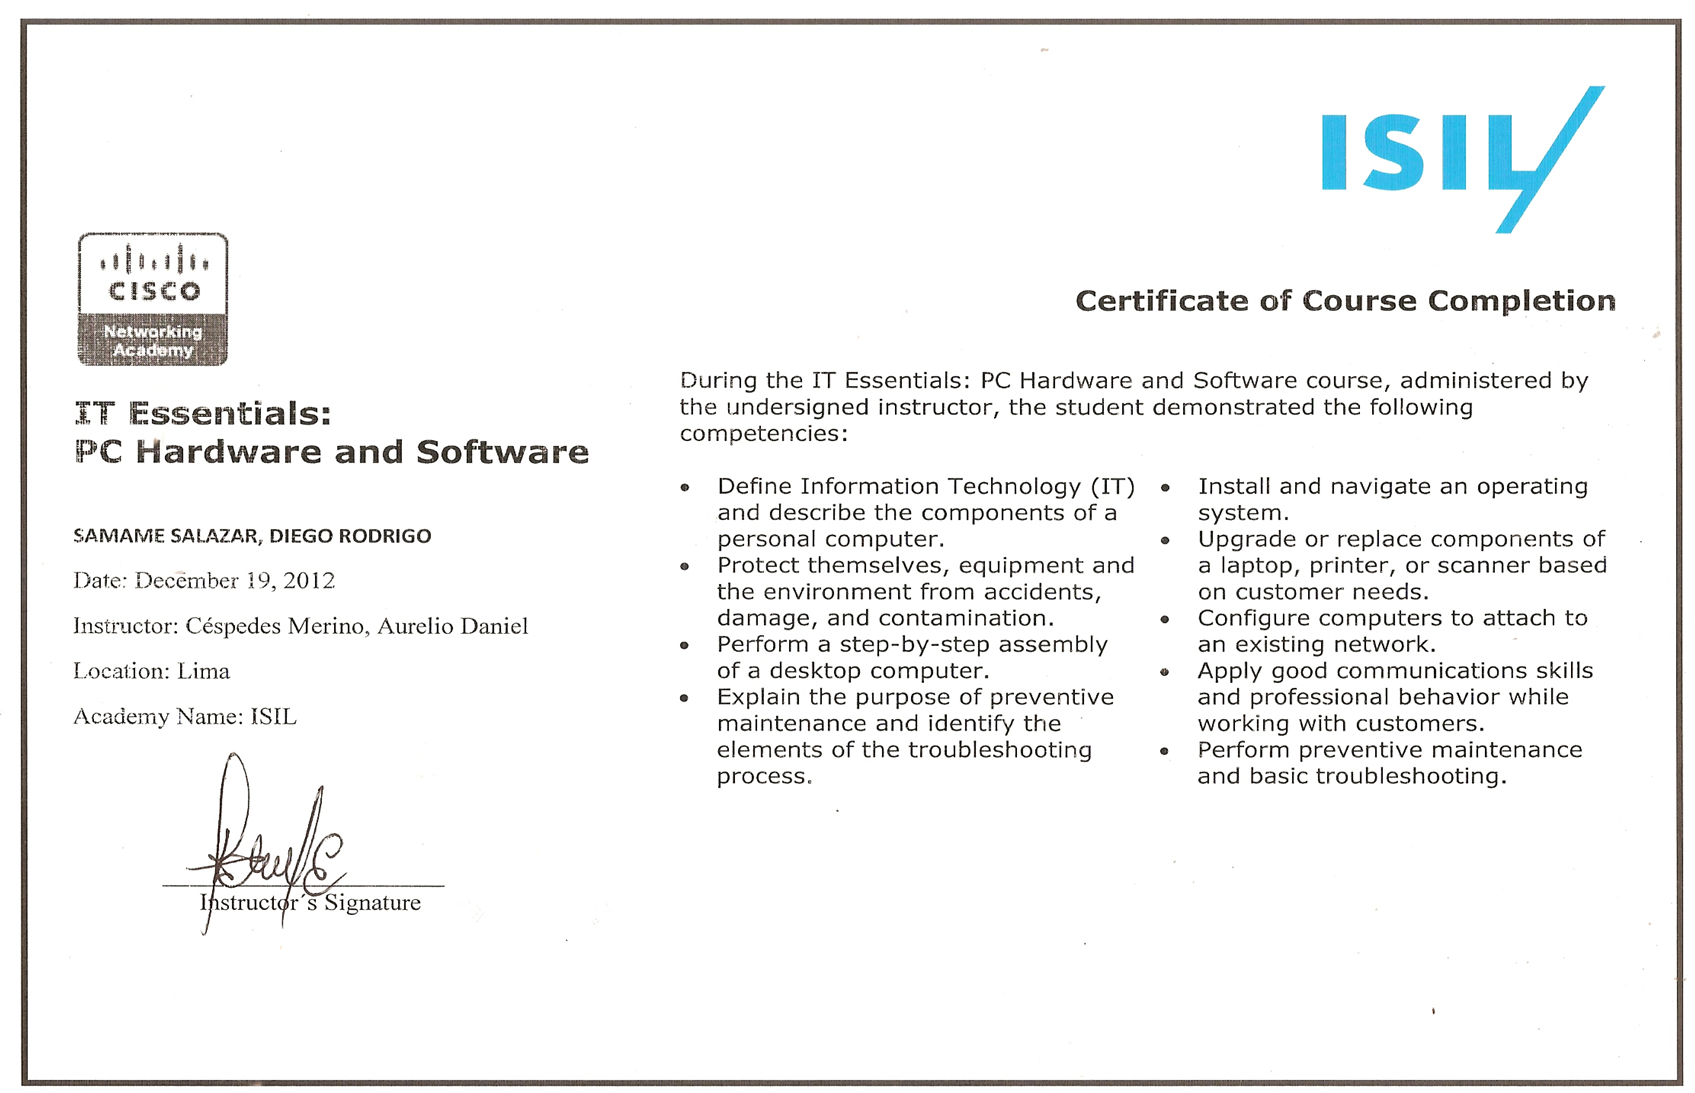 ISIL
CISCO
Networking
Academy
IT Essentials:
PC Hardware and Software
SAMAME SALAZAR, DIEGO RODRIGO
Date: December 19, 2012
Instructor: Céspedes Merino, Aurelio Daniel
Location: Lima
Academy Name: ISIL
Instructor´s Signature
Certificate of Course Completion
During the IT Essentials: PC Hardware and Software course, administered by
the undersigned instructor, the student demonstrated the following
competencies:
• Define Information Technology (IT)
and describe the components of a
personal computer.
• Protect themselves, equipment and
the environment from accidents,
damage, and contamination.
• Perform a step-by-step assembly
of a desktop computer.
• Explain the purpose of preventive
maintenance and identify the
elements of the troubleshooting
process.
• Install and navigate an operating
system.
• Upgrade or replace components of
a laptop, printer, or scanner based
on customer needs.
• Configure computers to attach to
an existing network.
• Apply good communications skills
and professional behavior while
working with customers.
• Perform preventive maintenance
and basic troubleshooting.